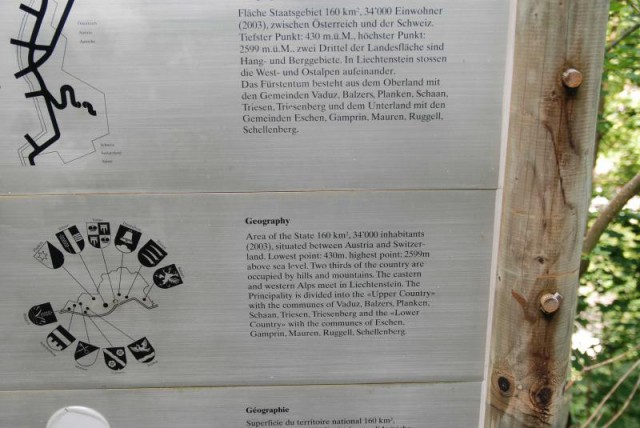 Fläche Staatsgebiet 160 km², 34'000 Einwohner
(2003), zwischen Österreich und der Schweiz.
Tiefster Punkt: 430 m.ü.M., höchster Punkt:
2599 m.ü.M., zwei Drittel der Landesfläche sind
Hang- und Berggebiete. In Liechtenstein stossen
die West- und Ostalpen aufeinander.
Das Fürstentum besteht aus dem Oberland mit
den Gemeinden Vaduz, Balzers, Planken, Schaan,
Triesen, Triesenberg und dem Unterland mit den
Gemeinden Eschen, Gamprin, Mauren, Ruggell,
Schellenberg.
Geography
Area of the State 160 km², 34'000 inhabitants
(2003), situated between Austria and Switzer-
land. Lowest point: 430m. highest point: 2599m
above sea level. Two thirds of the country are
occupied by hills and mountains. The eastern
and western Alps meet in Liechtenstein. The
Principality is divided into the «Upper Country»
with the communes of Vaduz, Balzers, Planken,
Schaan, Triesen, Triesenberg and the «Lower
Country» with the communes of Eschen,
Gamprin, Mauren, Ruggell, Schellenberg.
Géographie
Superficie du territoire national 160 km²,